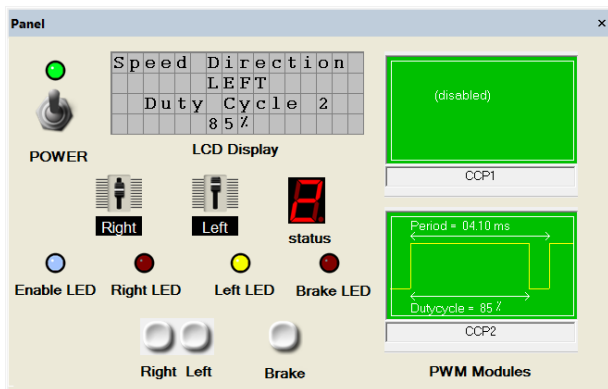 Panel
×
POWER
Speed Direction
LEFT
Duty Cycle 2
85%
LCD Display
Right
Left
2
status
Enable LED
Right LED
Left LED
Brake LED
Right
Left
Brake
(disabled)
CCP1
Period = 04.10 ms
Dutycycle = 85 %
CCP2
PWM Modules